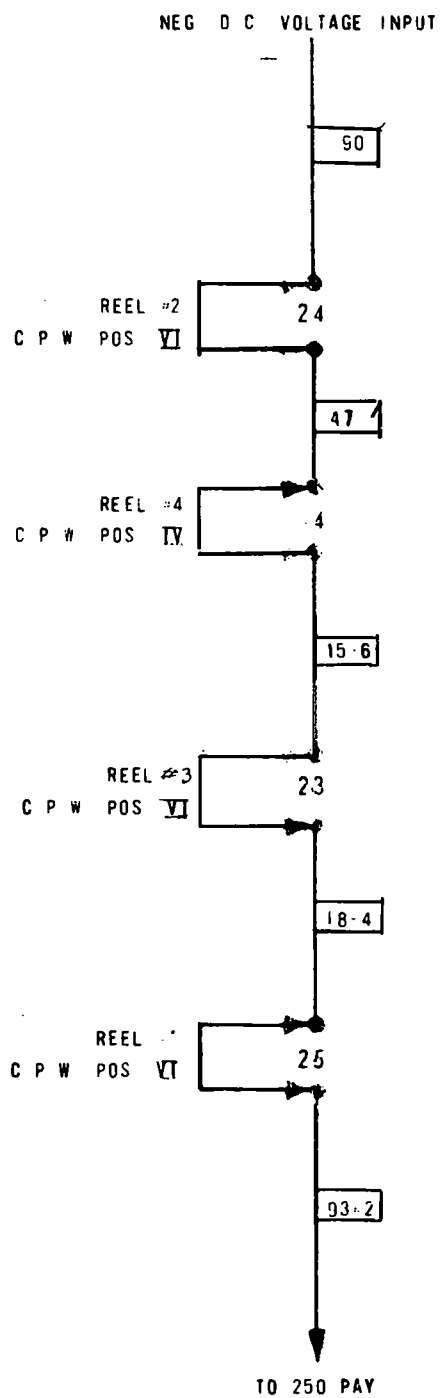 NEG D C VOLTAGE INPUT
90
REEL #2
24
C P W POS VI
47
REEL #4
4
C P W POS IV
15-6
REEL #3
23
C P W POS VI
18-4
REEL
25
C P W POS VI
93-2
TO 250 PAY